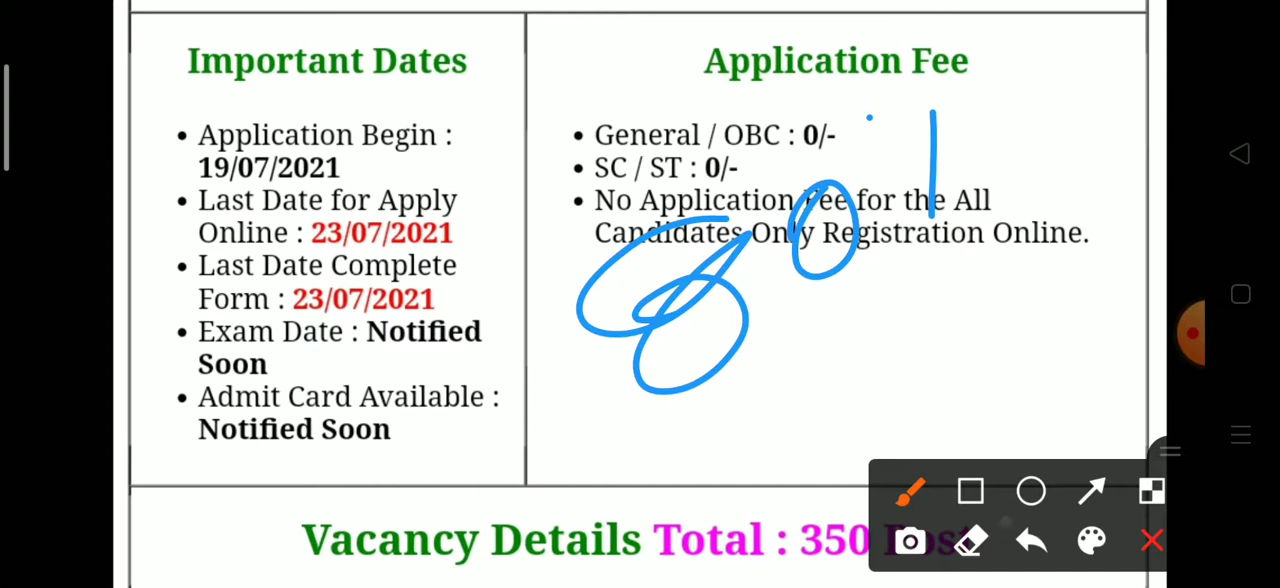 Important Dates
Application Begin :
19/07/2021
Last Date for Apply
Online : 23/07/2021
Last Date Complete
Form : 23/07/2021
Exam Date : Notified
Soon
Admit Card Available :
Notified Soon
Application Fee
General / OBC : 0/-
SC / ST : 0/-
No Application Fee for the All
Candidates Only Registration Online.
Vacancy Details Total : 350 Post